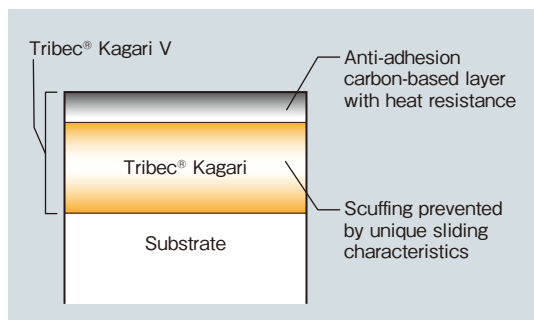 Tribec® Kagari V
Anti-adhesion
carbon-based layer
with heat resistance
Tribec® Kagari
Scuffing prevented
by unique sliding
characteristics
Substrate